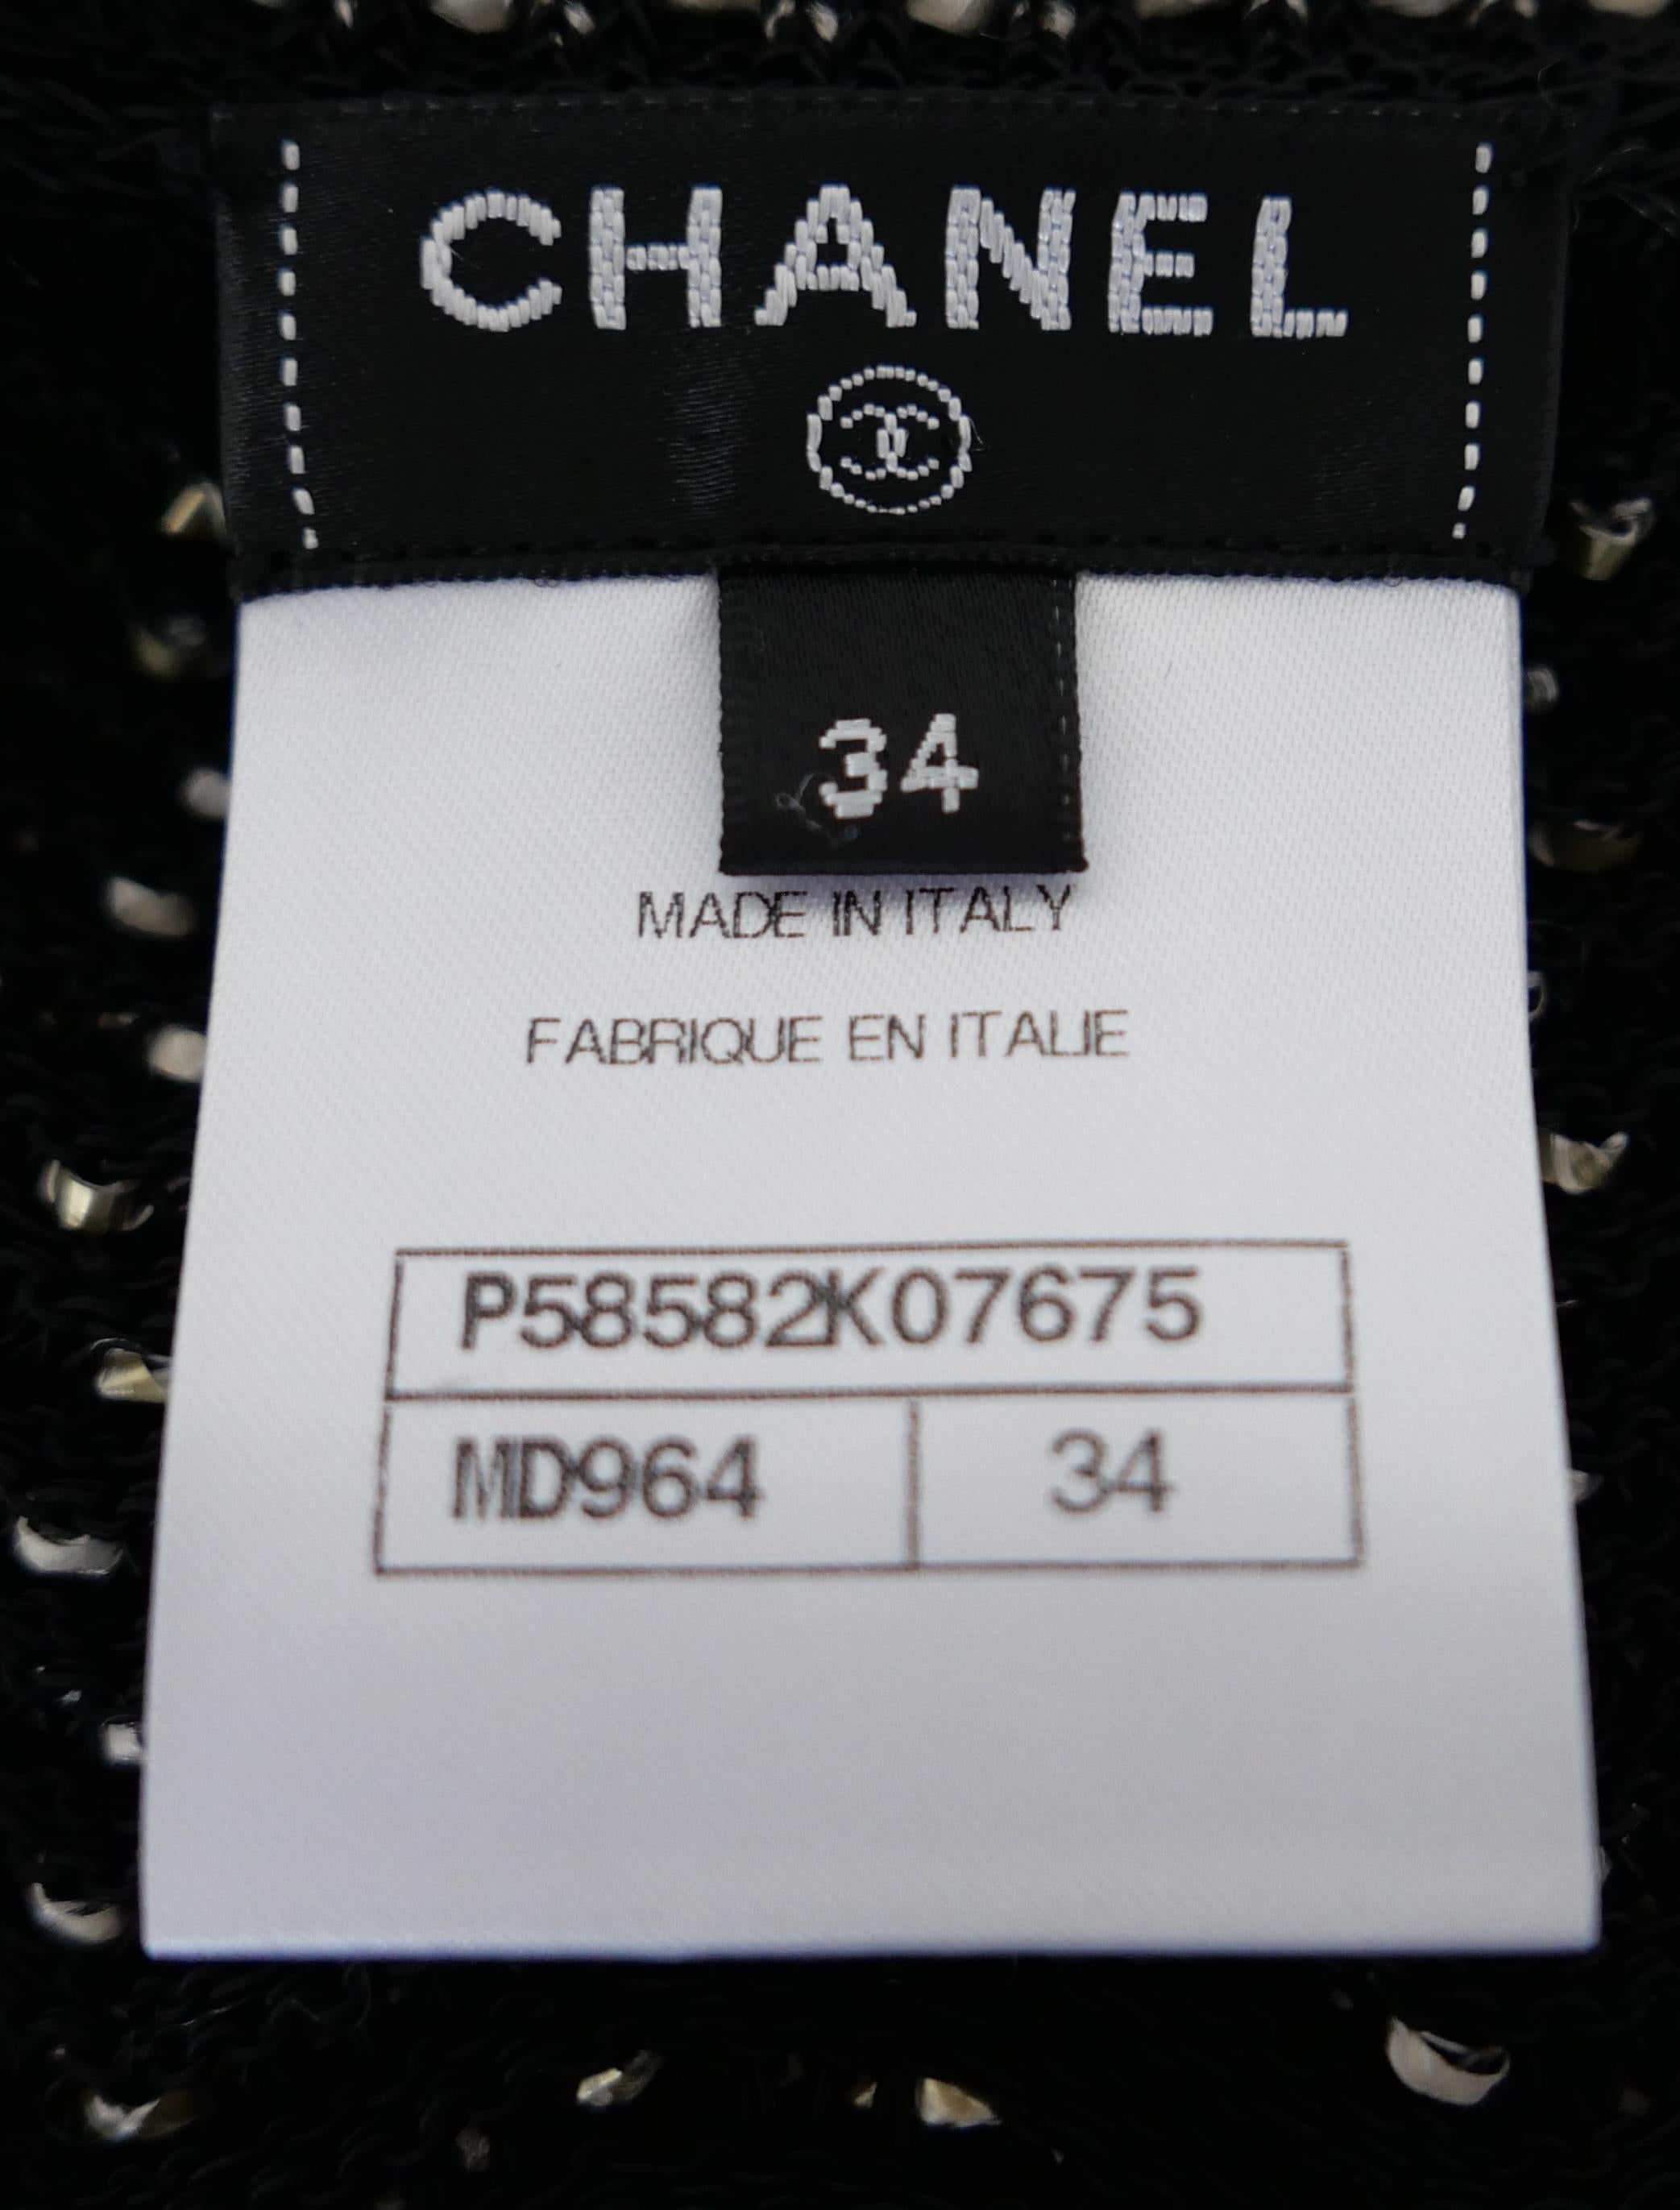 CHANEL
34
MADE IN ITALY
FABRIQUE EN ITALIE
P58582K07675
MD964 34